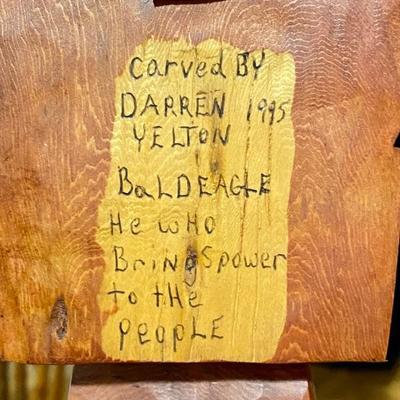 carved BY
DARREN 1995
YELTON
BaLDEAGLE
He wHO
BringSpower
to tHe
PeoPLE